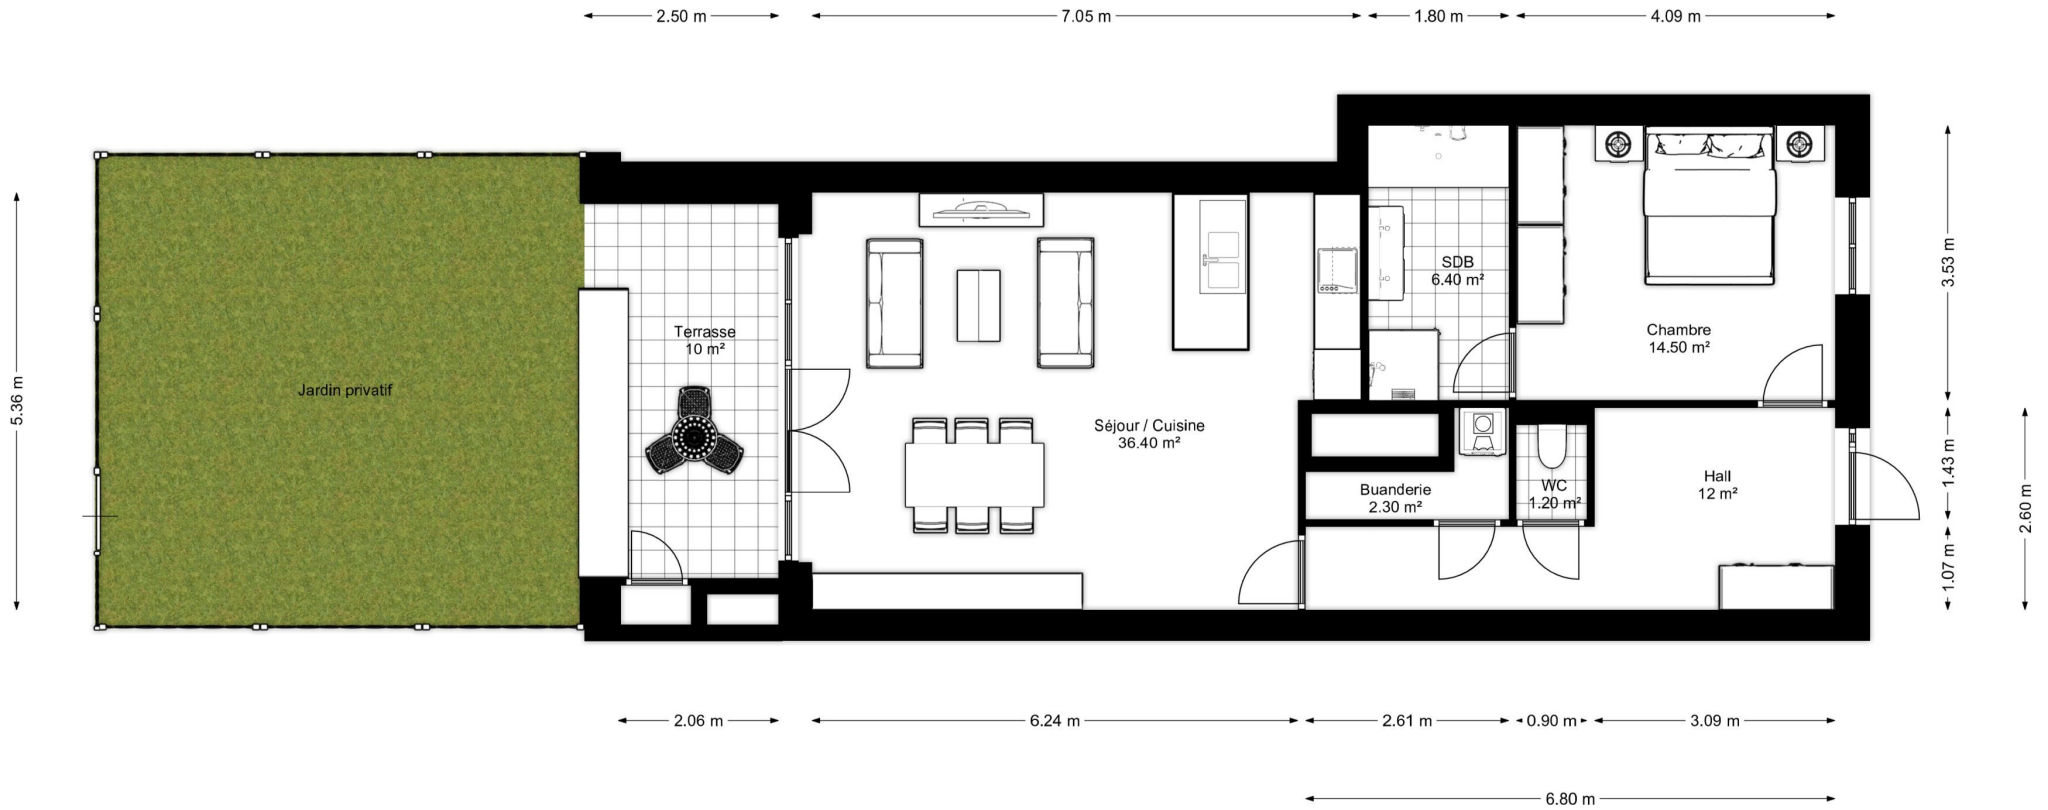 2.50 m
7.05 m
1.80 m
4.09 m
5.36 m
Jardin privatif
Terrasse
10 m²
Séjour / Cuisine
36.40 m²
SDB
6.40 m²
Chambre
14.50 m²
Buanderie
2.30 m²
WC
1.20 m²
Hall
12 m²
3.53 m
1.43 m
1.07 m
2.60 m
2.06 m
6.24 m
2.61 m
0.90 m
3.09 m
6.80 m